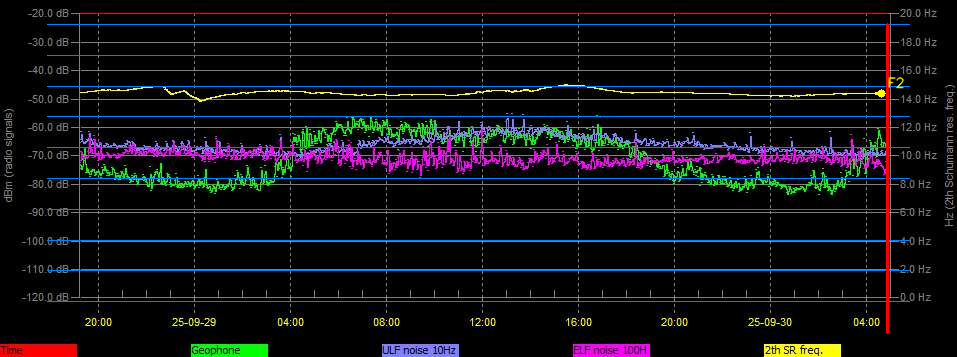 -20.0 dB
20.0 Hz
-30.0 dB
18.0 Hz
-40.0 dB
16.0 Hz
F2
-50.0 dB
14.0 Hz
-60.0 dB
12.0 Hz
-70.0 dB
10.0 Hz
-80.0 dB
8.0 Hz
-90.0 dB
6.0 Hz
-100.0 dB
4.0 Hz
-110.0 dB
2.0 Hz
-120.0 dB
0.0 Hz
dBm (radio signals)
Hz (2th Schumann res. freq.)
20:00 25-09-29 04:00 08:00 12:00 16:00 20:00 25-09-30 04:00
Time Geophone ULF noise 10Hz ELF noise 100H 2th SR freq.